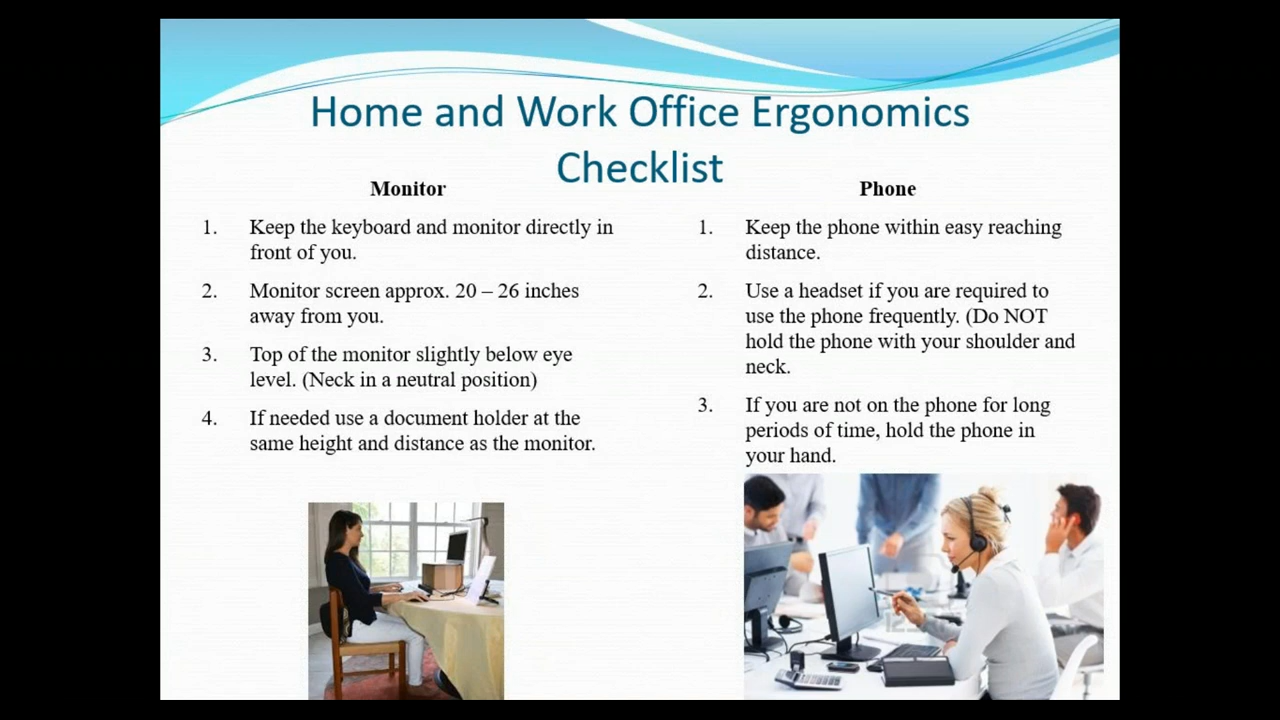 Home and Work Office Ergonomics
Checklist
Monitor
1. Keep the keyboard and monitor directly in
front of you.
2. Monitor screen approx. 20 – 26 inches
away from you.
3. Top of the monitor slightly below eye
level. (Neck in a neutral position)
4. If needed use a document holder at the
same height and distance as the monitor.
Phone
1. Keep the phone within easy reaching
distance.
2. Use a headset if you are required to
use the phone frequently. (Do NOT
hold the phone with your shoulder and
neck.
3. If you are not on the phone for long
periods of time, hold the phone in
your hand.